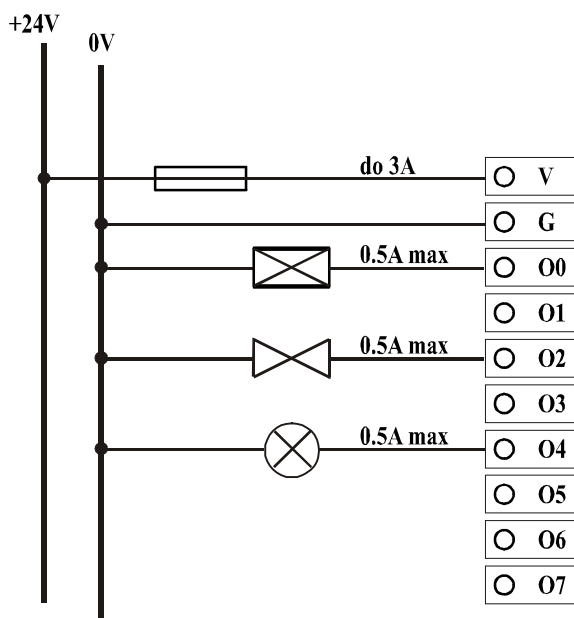 +24V
0V
do 3A
V
G
0.5A max
O0
O1
0.5A max
O2
O3
0.5A max
O4
O5
O6
O7